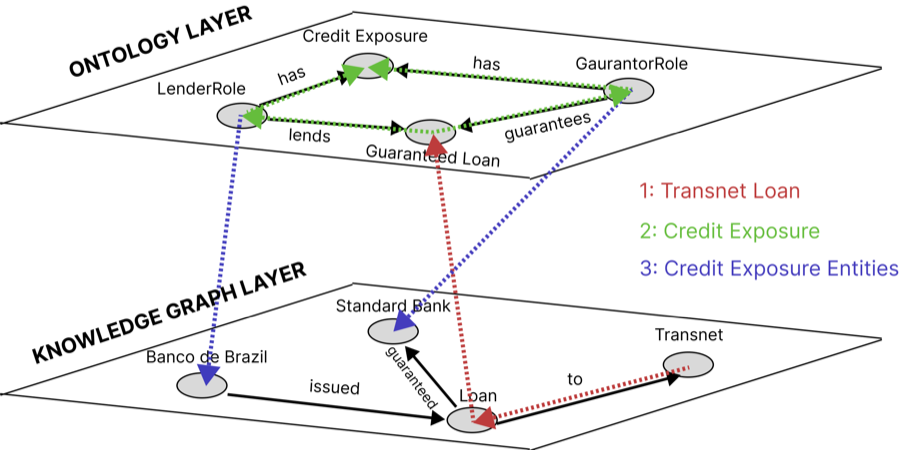 ONTOLOGY LAYER
Credit Exposure
has
has
GaurantorRole
LenderRole
lends
guarantees
Guaranteed Loan
1: Transnet Loan
2: Credit Exposure
3: Credit Exposure Entities
KNOWLEDGE GRAPH LAYER
Standard Bank
Transnet
Banco de Brazil
guaranteed
issued
to
Loan